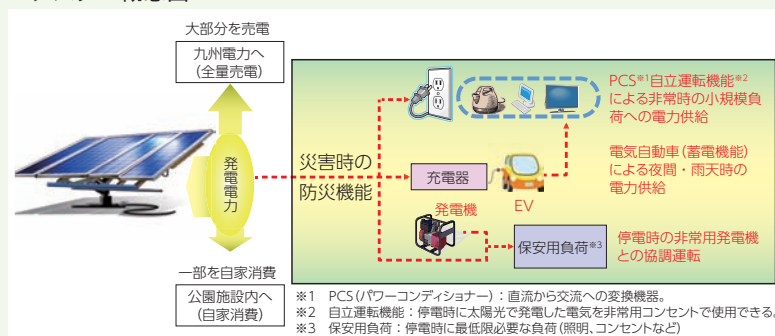 大部分を売電
九州電力へ
(全量売電)
発電電力
災害時の
防災機能
一部を自家消費
公園施設内へ
(自家消費)
PCS※1自立運転機能※2
による非常時の小規模負
荷への電力供給
充電器
EV
電気自動車(蓄電機能)
による夜間・雨天時の
電力供給
発電機
保安用負荷※3
停電時の非常用発電機
との協調運転
※1 PCS(パワーコンディショナー):直流から交流への変換機器。
※2 自立運転機能:停電時に太陽光で発電した電気を非常用コンセントで使用できる。
※3 保安用負荷:停電時に最低限必要な負荷(照明、コンセントなど)